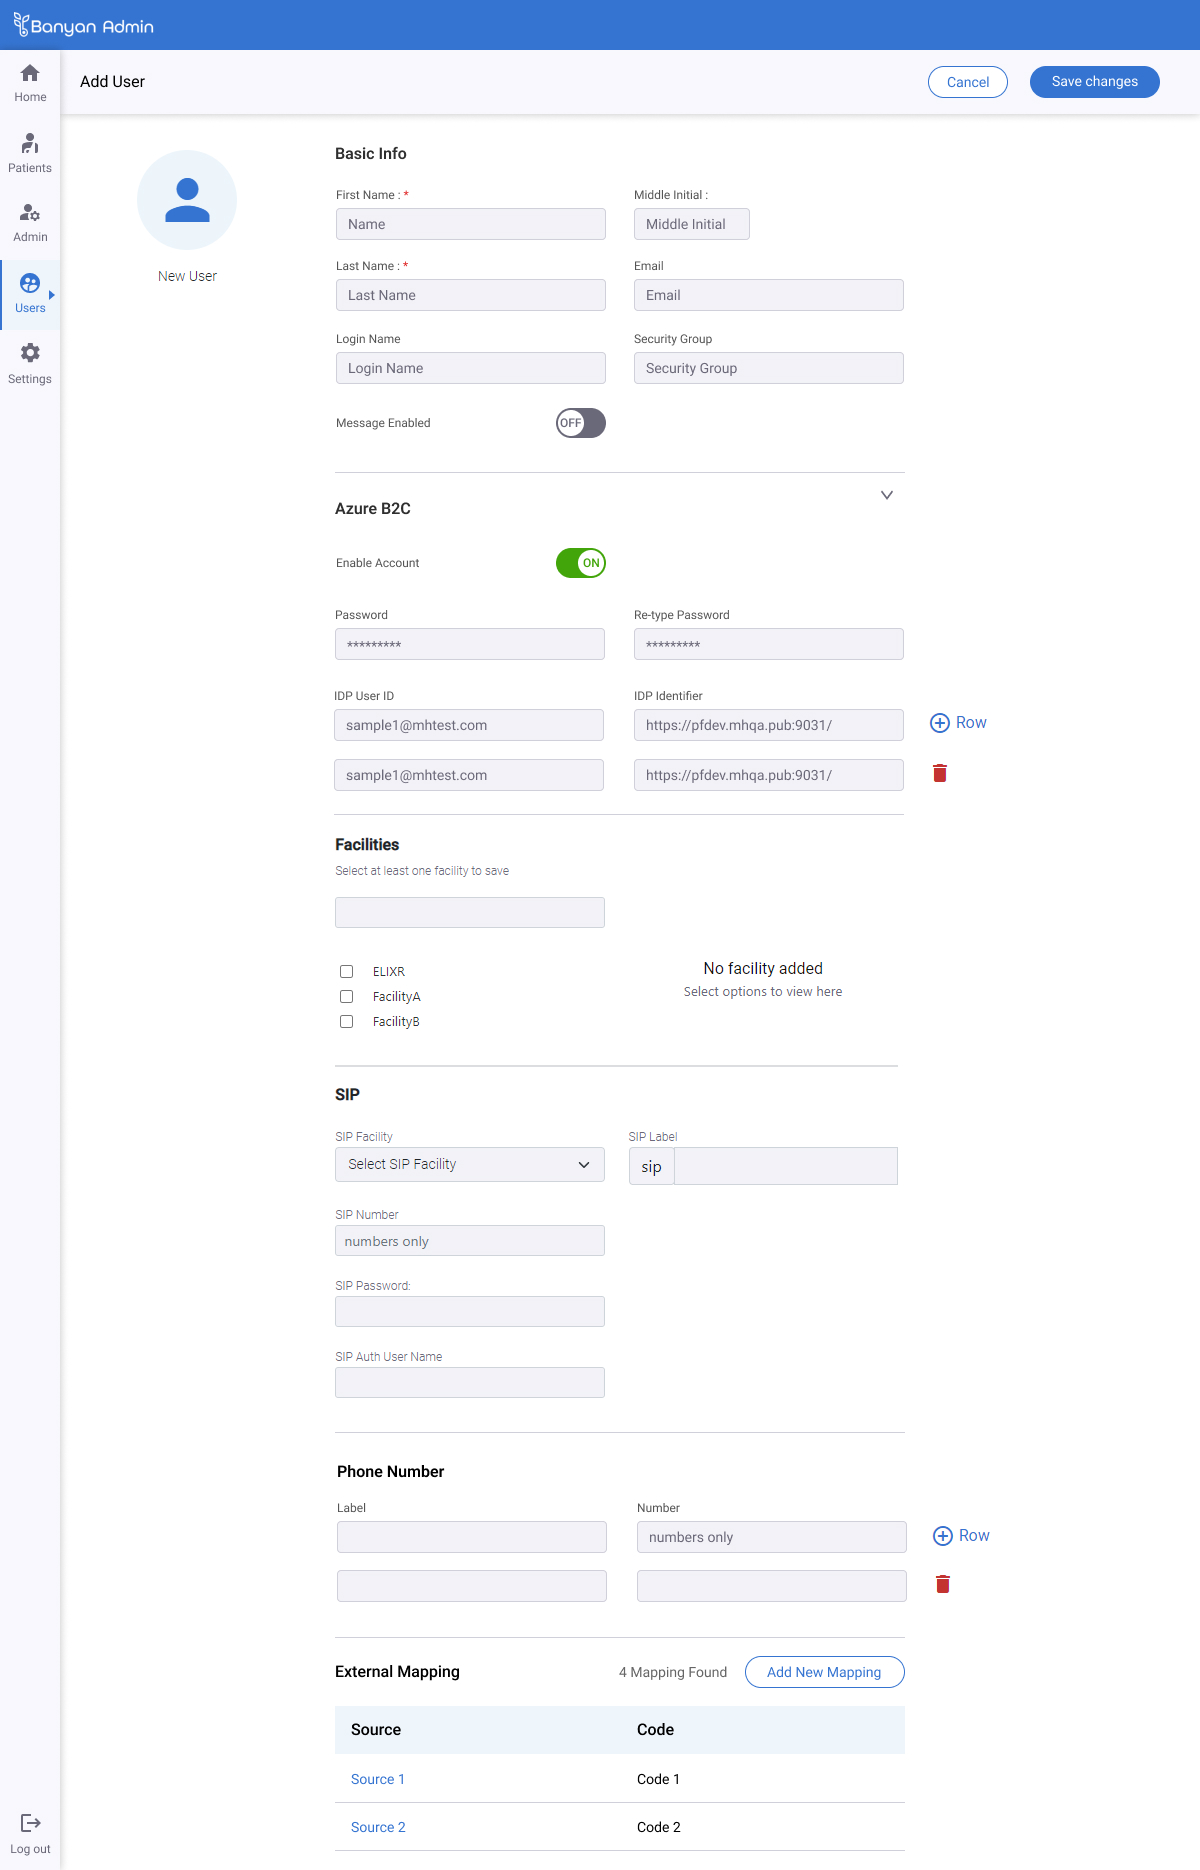 Banyan Admin
Add User
Cancel
Save changes
Home
Patients
Admin
Users
Settings
Log out
New User
Basic Info
First Name : *
Middle Initial :
Name
Middle Initial
Last Name : *
Email
Last Name
Email
Login Name
Security Group
Login Name
Security Group
Message Enabled
OFF
Azure B2C
Enable Account
ON
Password
Re-type Password
*********
*********
IDP User ID
IDP Identifier
sample1@mhtest.com
https://pfdev.mhqa.pub:9031/
Row
sample1@mhtest.com
https://pfdev.mhqa.pub:9031/
Facilities
Select at least one facility to save
ELIXR
FacilityA
FacilityB
No facility added
Select options to view here
SIP
SIP Facility
SIP Label
Select SIP Facility
sip
SIP Number
numbers only
SIP Password:
SIP Auth User Name
Phone Number
Label
Number
numbers only
Row
External Mapping
4 Mapping Found
Add New Mapping
Source
Code
Source 1
Code 1
Source 2
Code 2